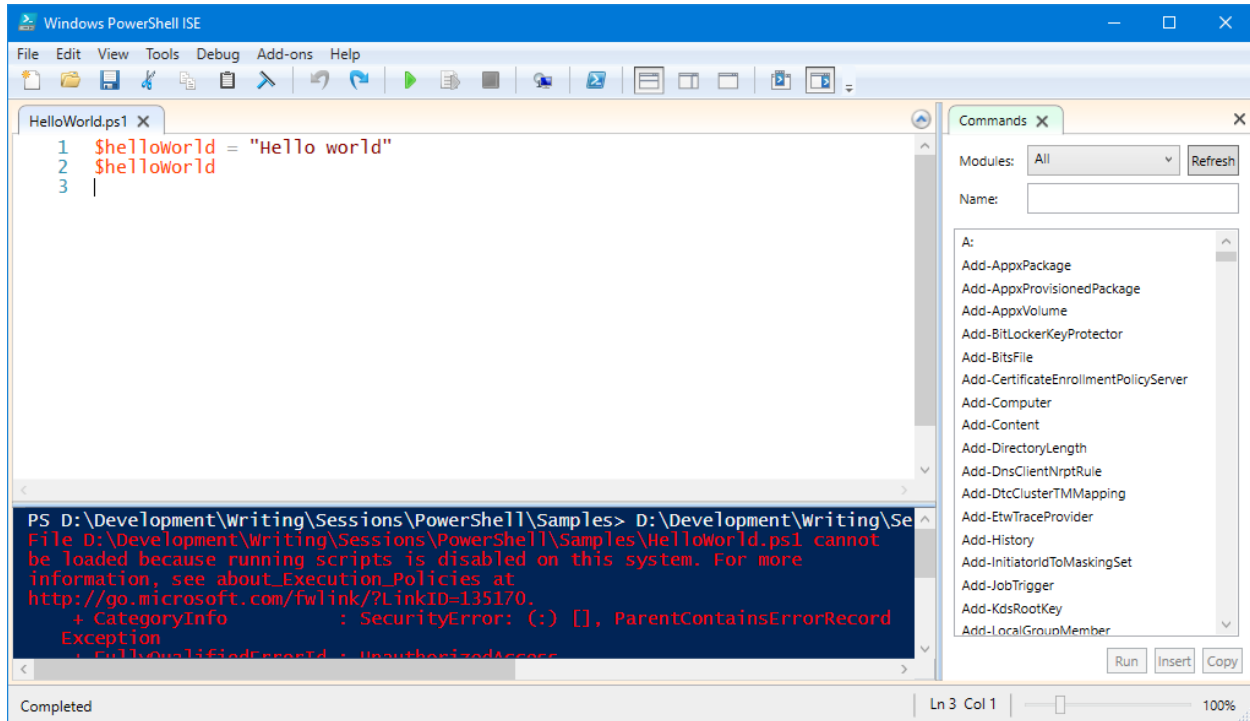 Windows PowerShell ISE
File Edit View Tools Debug Add-ons Help
HelloWorld.ps1
1 $helloWorld = "Hello world"
2 $helloWorld
3
PS D:\Development\Writing\Sessions\PowerShell\Samples> D:\Development\Writing\Se
File D:\Development\Writing\Sessions\PowerShell\Samples\HelloWorld.ps1 cannot
be loaded because running scripts is disabled on this system. For more
information, see about_Execution_Policies at
http://go.microsoft.com/fwlink/?LinkID=135170.
+ CategoryInfo : SecurityError: (:) [], ParentContainsErrorRecord
Exception
+ FullyQualifiedErrorId : UnauthorizedAccess
Commands
Modules: All Refresh
Name:
A:
Add-AppxPackage
Add-AppxProvisionedPackage
Add-AppxVolume
Add-BitLockerKeyProtector
Add-BitsFile
Add-CertificateEnrollmentPolicyServer
Add-Computer
Add-Content
Add-DirectoryLength
Add-DnsClientNrptRule
Add-DtcClusterTMMapping
Add-EtwTraceProvider
Add-History
Add-InitiatorIdToMaskingSet
Add-JobTrigger
Add-KdsRootKey
Add-LocalGroupMember
Run Insert Copy
Completed Ln 3 Col 1 100%